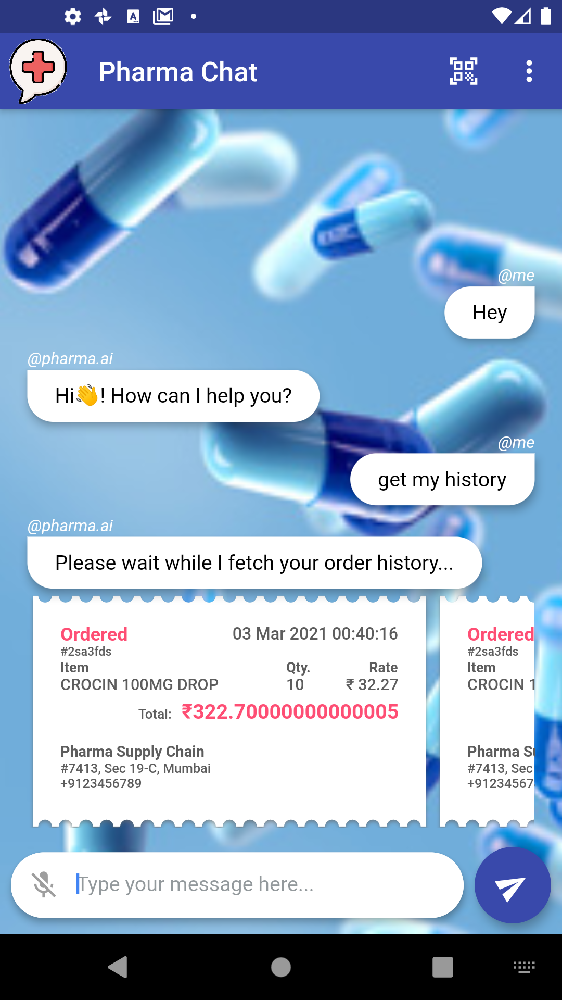 Pharma Chat
@me
Hey
@pharma.ai
Hi👋! How can I help you?
@me
get my history
@pharma.ai
Please wait while I fetch your order history...
Ordered 03 Mar 2021 00:40:16
#2sa3fds
Item Qty. Rate
CROCIN 100MG DROP 10 ₹ 32.27
Total: ₹322.70000000000005
Pharma Supply Chain
#7413, Sec 19-C, Mumbai
+9123456789
Ordered
#2sa3fds
Item
CROCIN 1
Pharma Su
#7413, Sec
+91234567
Type your message here...